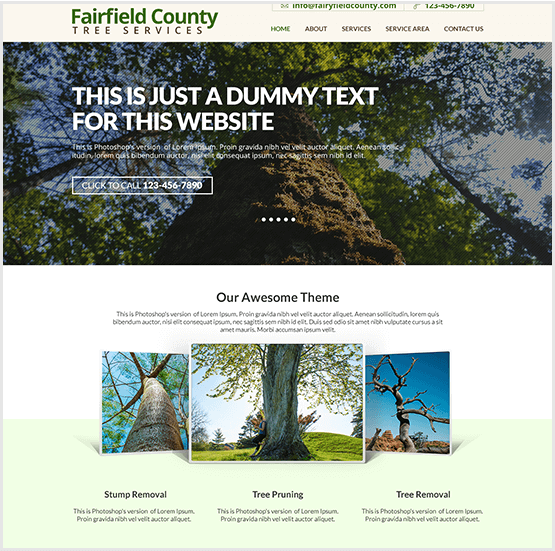 Fairfield County
TREE SERVICES
info@fairyfieldcounty.com
123-456-7890
HOME ABOUT SERVICES SERVICE AREA CONTACT US
THIS IS JUST A DUMMY TEXT
FOR THIS WEBSITE
This is Photoshop's version of Lorem Ipsum. Proin gravida nibh vel velit auctor aliquet. Aenean sollic-
itudin, lorem quis bibendum auctor, nisi elit consequat ipsum, nec sagittis sem nibh id elit.
CLICK TO CALL 123-456-7890
Our Awesome Theme
This is Photoshop's version of Lorem Ipsum. Proin gravida nibh vel velit auctor aliquet. Aenean sollicitudin, lorem quis
bibendum auctor, nisi elit consequat ipsum, nec sagittis sem nibh id elit. Duis sed odio sit amet nibh vulputate cursus a sit
amet mauris. Morbi accumsan ipsum velit.
Stump Removal
This is Photoshop's version of Lorem Ipsum.
Proin gravida nibh vel velit auctor aliquet.
Tree Pruning
This is Photoshop's version of Lorem Ipsum.
Proin gravida nibh vel velit auctor aliquet.
Tree Removal
This is Photoshop's version of Lorem Ipsum.
Proin gravida nibh vel velit auctor aliquet.